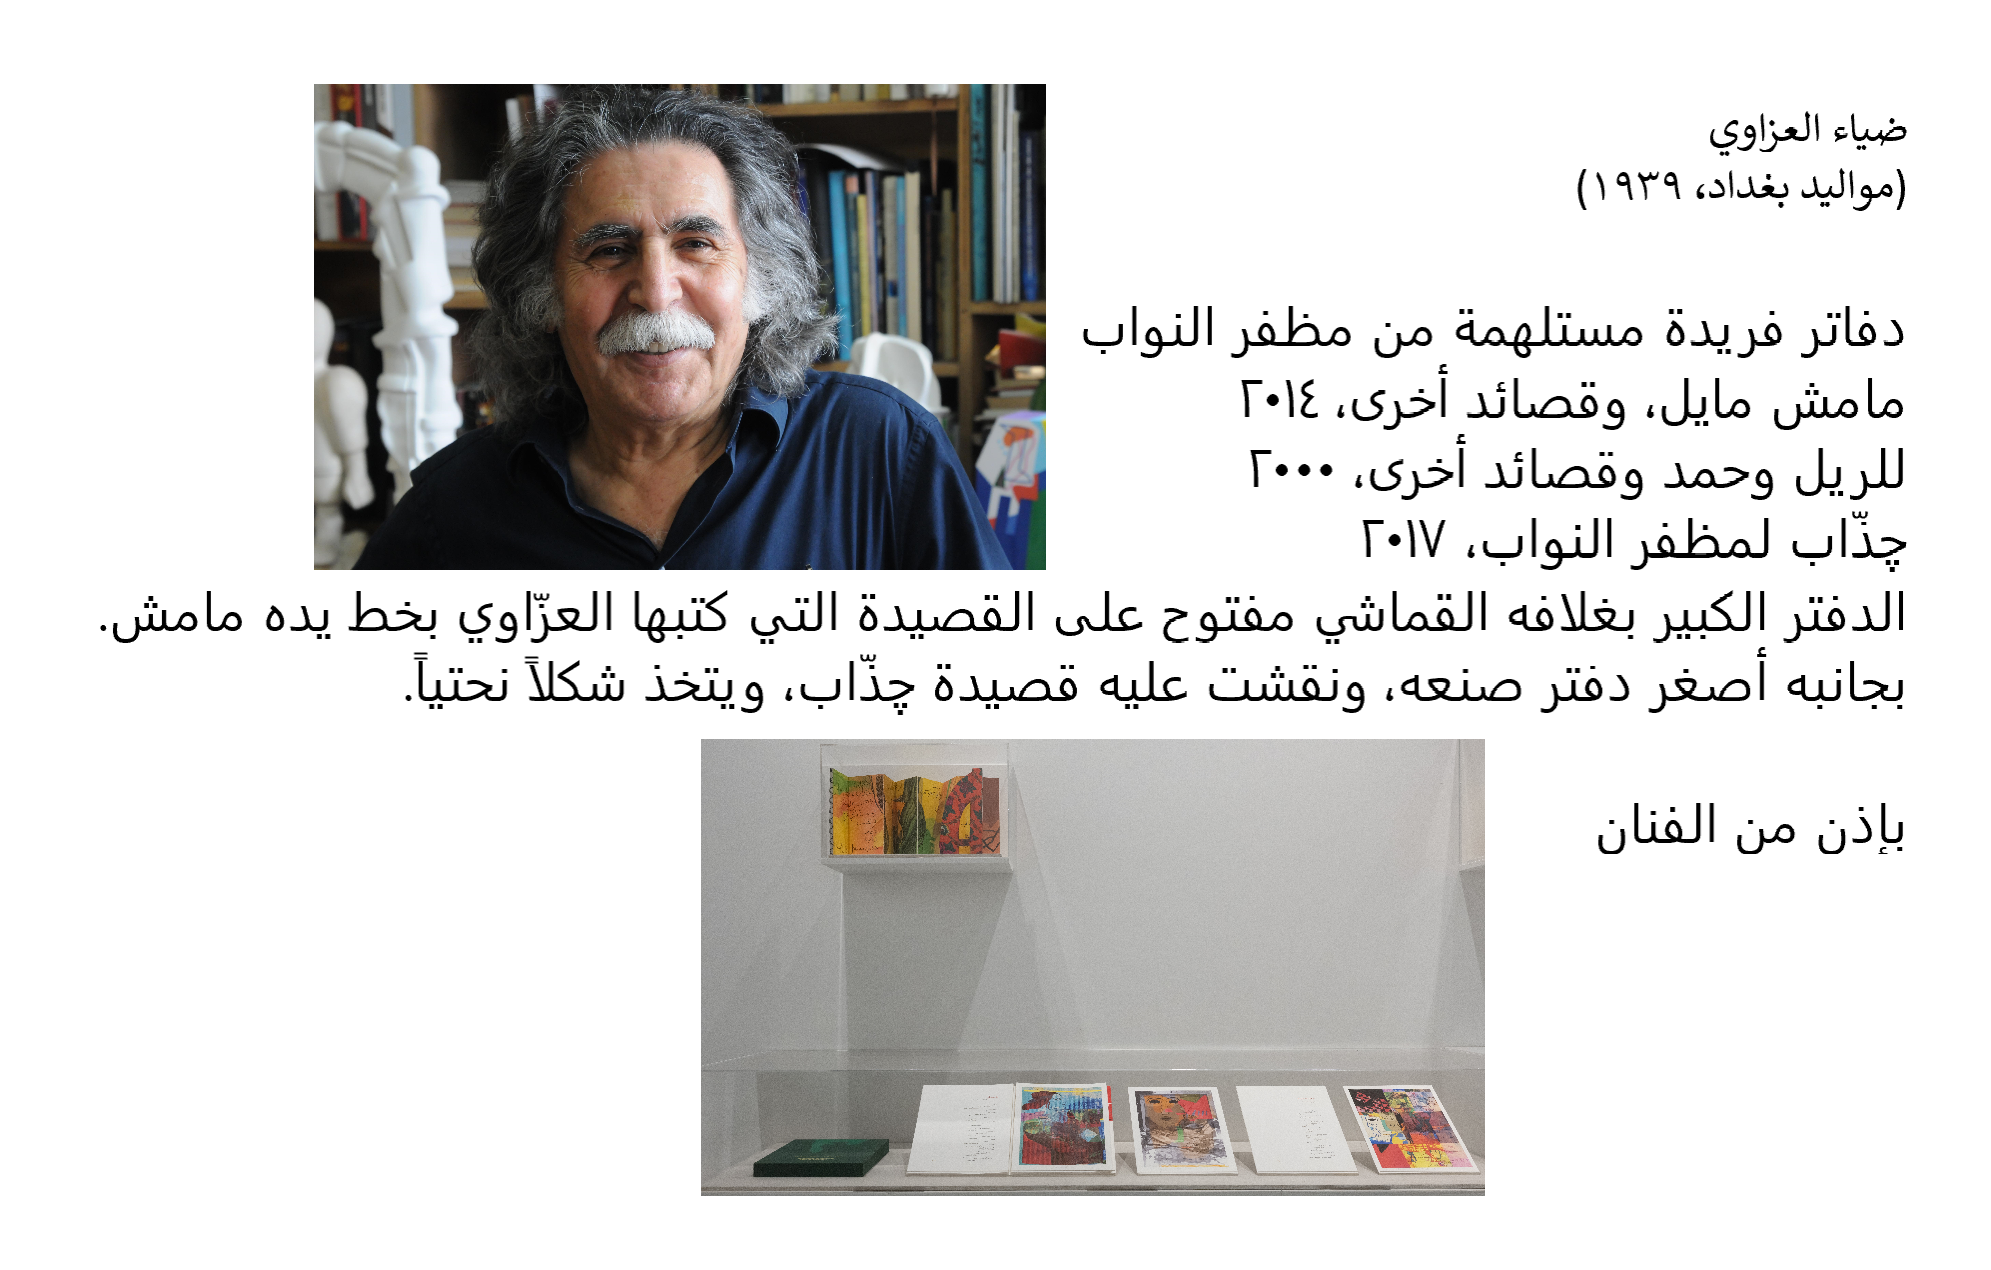 ضياء العزاوي
(مواليد بغداد، ١٩٣٩)
دفاتر فريدة مستلهمة من مظفر النواب
مامش مايل، وقصائد أخرى، ٢٠١٤
للريل وحمد وقصائد أخرى، ٢٠٠٠
چذّاب لمظفر النواب، ٢٠١٧
الدفتر الكبير بغلافه القماشي مفتوح على القصيدة التي كتبها العزّاوي بخط يده مامش.
بجانبه أصغر دفتر صنعه، ونقشت عليه قصيدة چذّاب، ويتخذ شكلاً نحتياً.
بإذن من الفنان